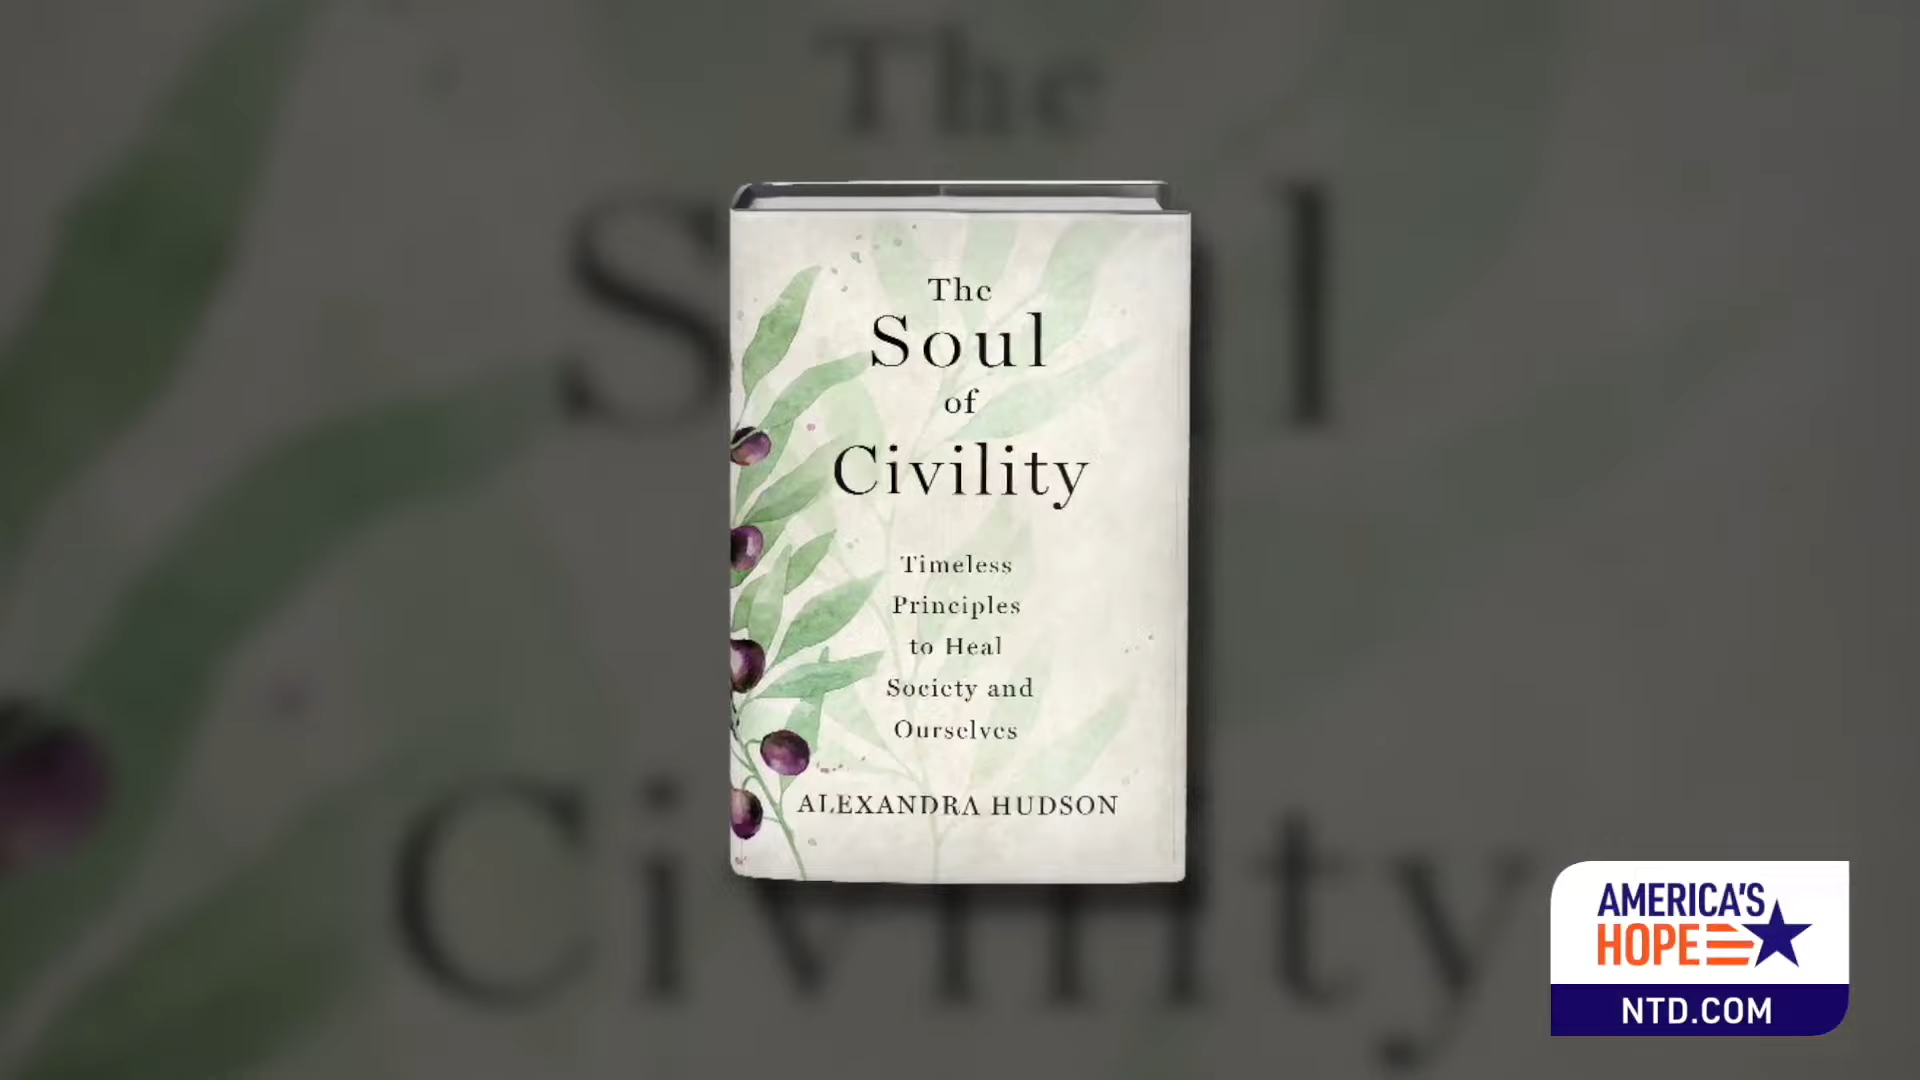 The
Soul
of
Civility
Timeless
Principles
to Heal
Society and
Ourselves
ALEXANDRA HUDSON
AMERICA'S
HOPE
NTD.COM